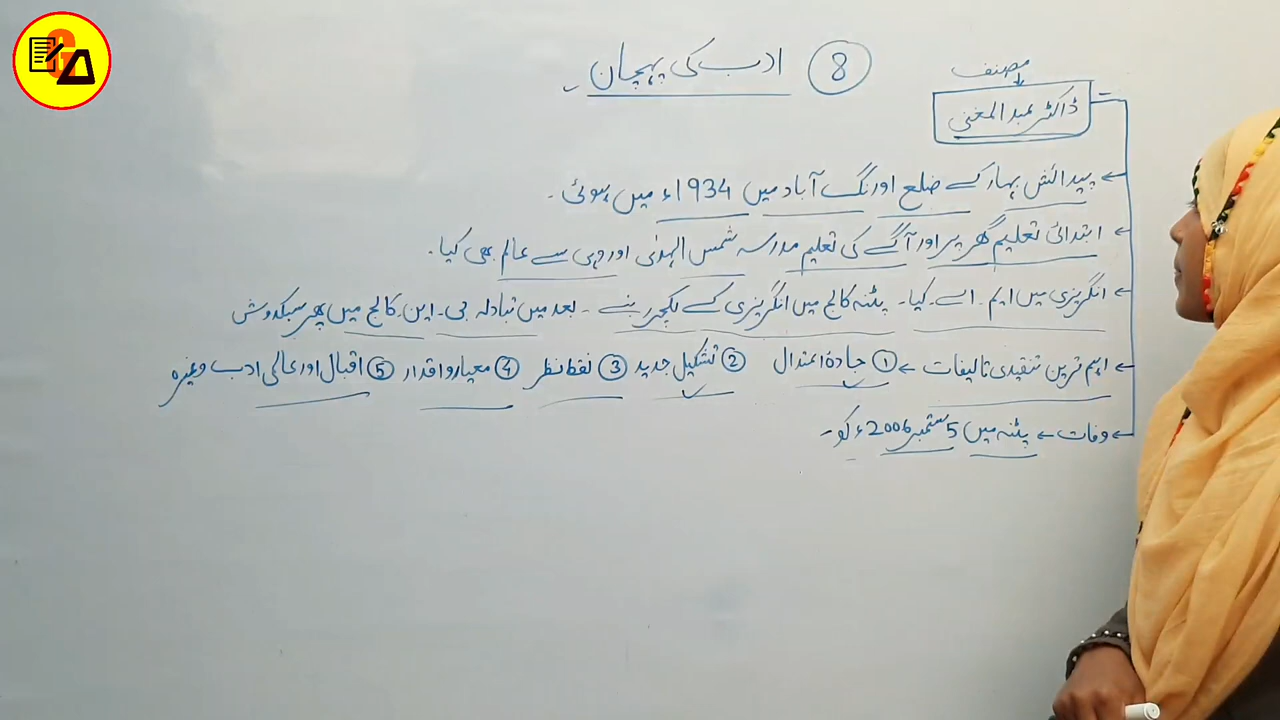 8 ادب کی پہچان ۔
مصنف
ڈاکٹر عبد المغنی
پیدائش بہار کے ضلع اورنگ آباد میں 1934ء میں ہوئی ۔
ابتدائی تعلیم گھر پر اور آگے کی تعلیم مدرسہ شمس الہدیٰ اور وہی سے عالم بھی کیا ۔
انگریزی میں ایم ۔ اے ۔ کیا ۔ پٹنہ کالج میں انگریزی کے لکچرر بنے ۔ بعد میں تبادلہ بی ۔ این ۔ کالج میں پھر سبکدوش
اہم ترین تنقیدی تالیفات ← ① جادۂ اعتدال ② تشکیل جدید ③ نقطۂ نظر ④ معیار و اقدار ⑤ اقبال اور عالمی ادب وغیرہ
وفات ← پٹنہ میں 5 ستمبر 2006ء کو ۔